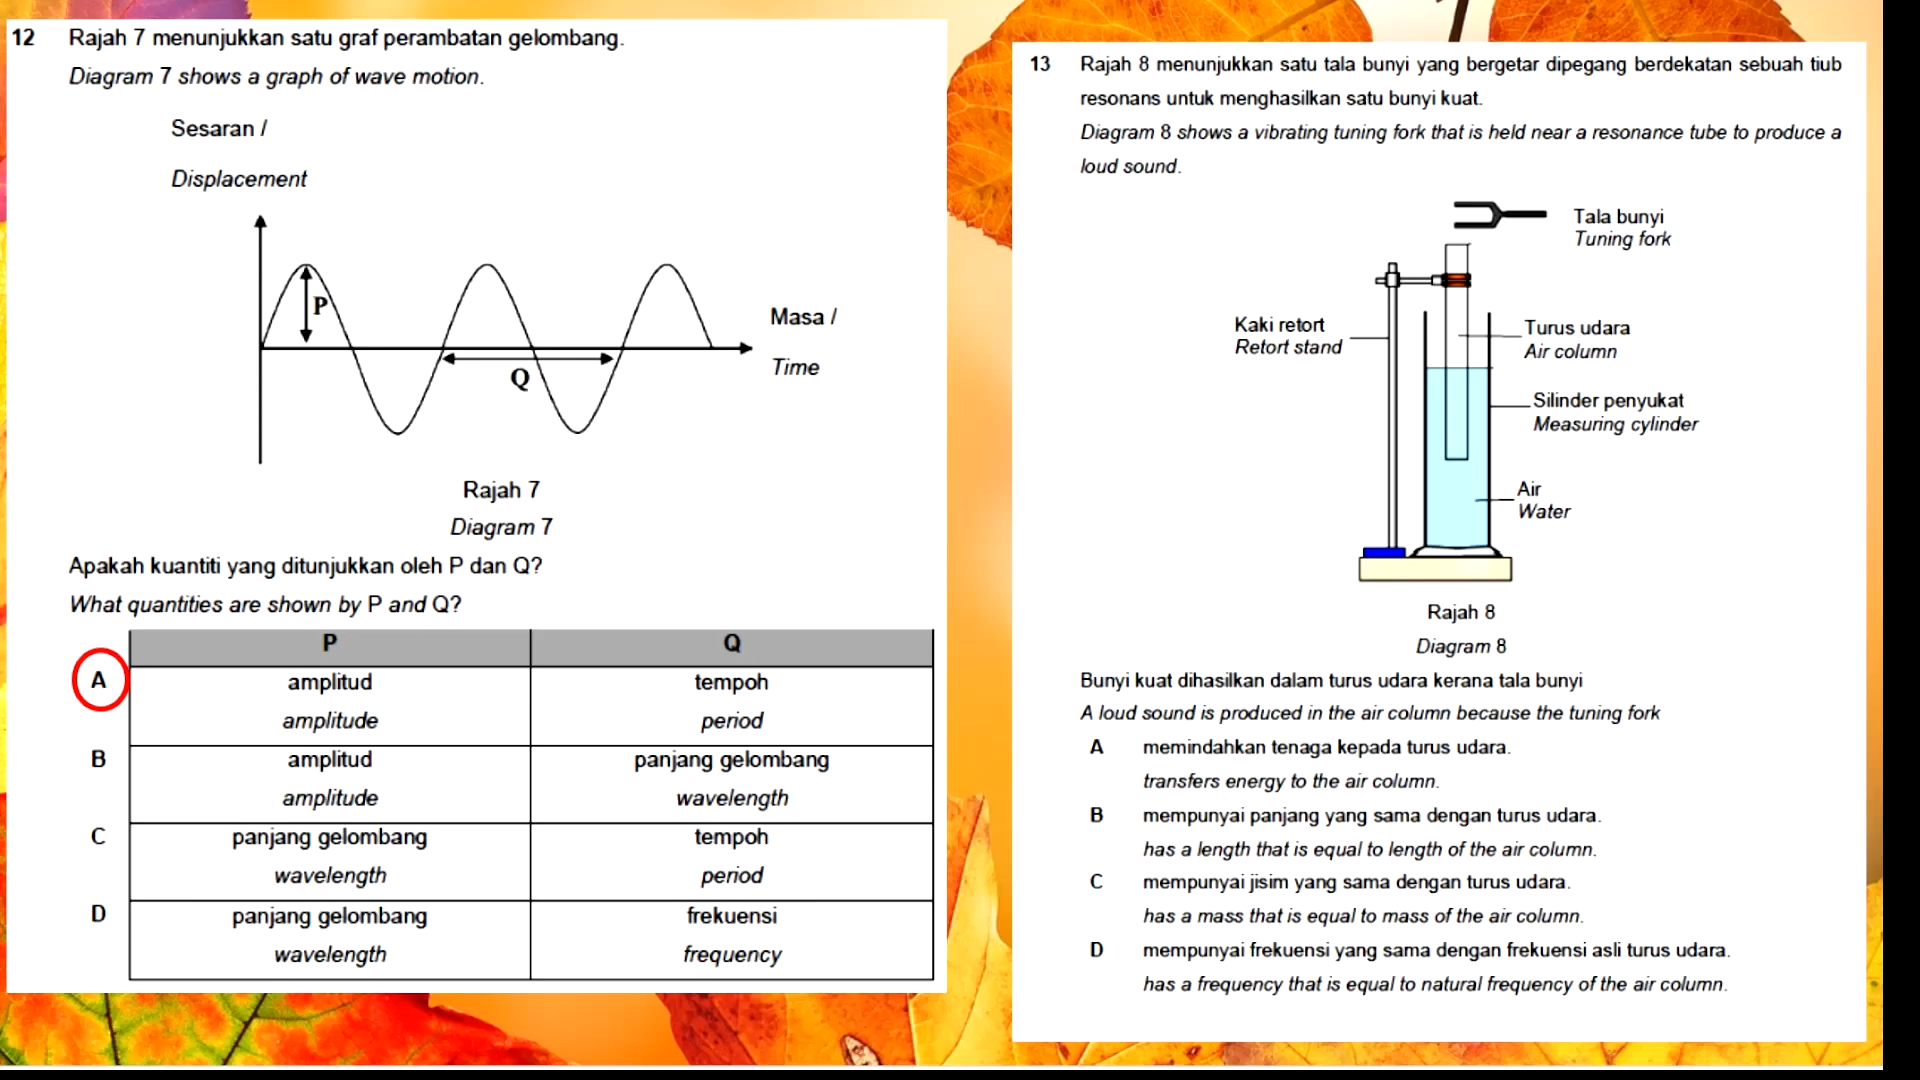 12 Rajah 7 menunjukkan satu graf perambatan gelombang.
Diagram 7 shows a graph of wave motion.
Sesaran /
Displacement
P
Q
Masa /
Time
Rajah 7
Diagram 7
Apakah kuantiti yang ditunjukkan oleh P dan Q?
What quantities are shown by P and Q?
P Q
A amplitud tempoh
amplitude period
B amplitud panjang gelombang
amplitude wavelength
C panjang gelombang tempoh
wavelength period
D panjang gelombang frekuensi
wavelength frequency
13 Rajah 8 menunjukkan satu tala bunyi yang bergetar dipegang berdekatan sebuah tiub
resonans untuk menghasilkan satu bunyi kuat.
Diagram 8 shows a vibrating tuning fork that is held near a resonance tube to produce a
loud sound.
Tala bunyi
Tuning fork
Kaki retort
Retort stand
Turus udara
Air column
Silinder penyukat
Measuring cylinder
Air
Water
Rajah 8
Diagram 8
Bunyi kuat dihasilkan dalam turus udara kerana tala bunyi
A loud sound is produced in the air column because the tuning fork
A memindahkan tenaga kepada turus udara.
transfers energy to the air column.
B mempunyai panjang yang sama dengan turus udara.
has a length that is equal to length of the air column.
C mempunyai jisim yang sama dengan turus udara.
has a mass that is equal to mass of the air column.
D mempunyai frekuensi yang sama dengan frekuensi asli turus udara.
has a frequency that is equal to natural frequency of the air column.